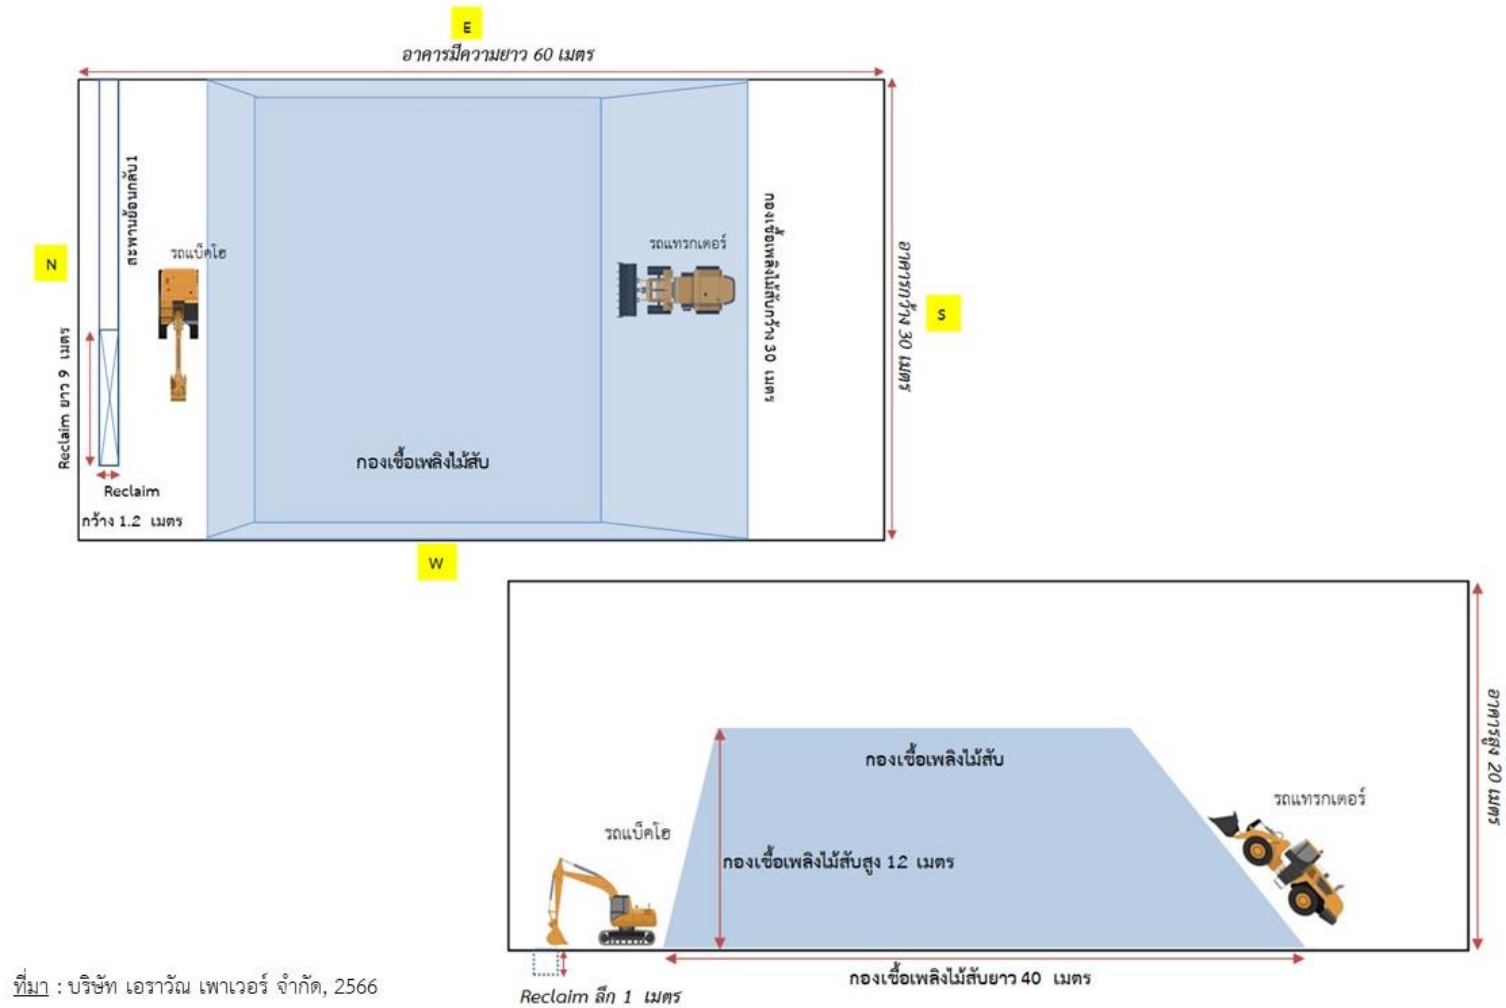 E
อาคารมีความยาว 60 เมตร
สะพานย้อนกลับ1
รถแบ็คโฮ
รถแทรกเตอร์
กองเชื้อเพลิงไม้สับกว้าง 30 เมตร
อาคารกว้าง 30 เมตร
N
S
Reclaim ยาว 9 เมตร
กองเชื้อเพลิงไม้สับ
Reclaim
กว้าง 1.2 เมตร
W
กองเชื้อเพลิงไม้สับ
อาคารสูง 20 เมตร
รถแทรกเตอร์
รถแบ็คโฮ
กองเชื้อเพลิงไม้สับสูง 12 เมตร
กองเชื้อเพลิงไม้สับยาว 40 เมตร
Reclaim ลึก 1 เมตร
ที่มา : บริษัท เอราวัณ เพาเวอร์ จำกัด, 2566